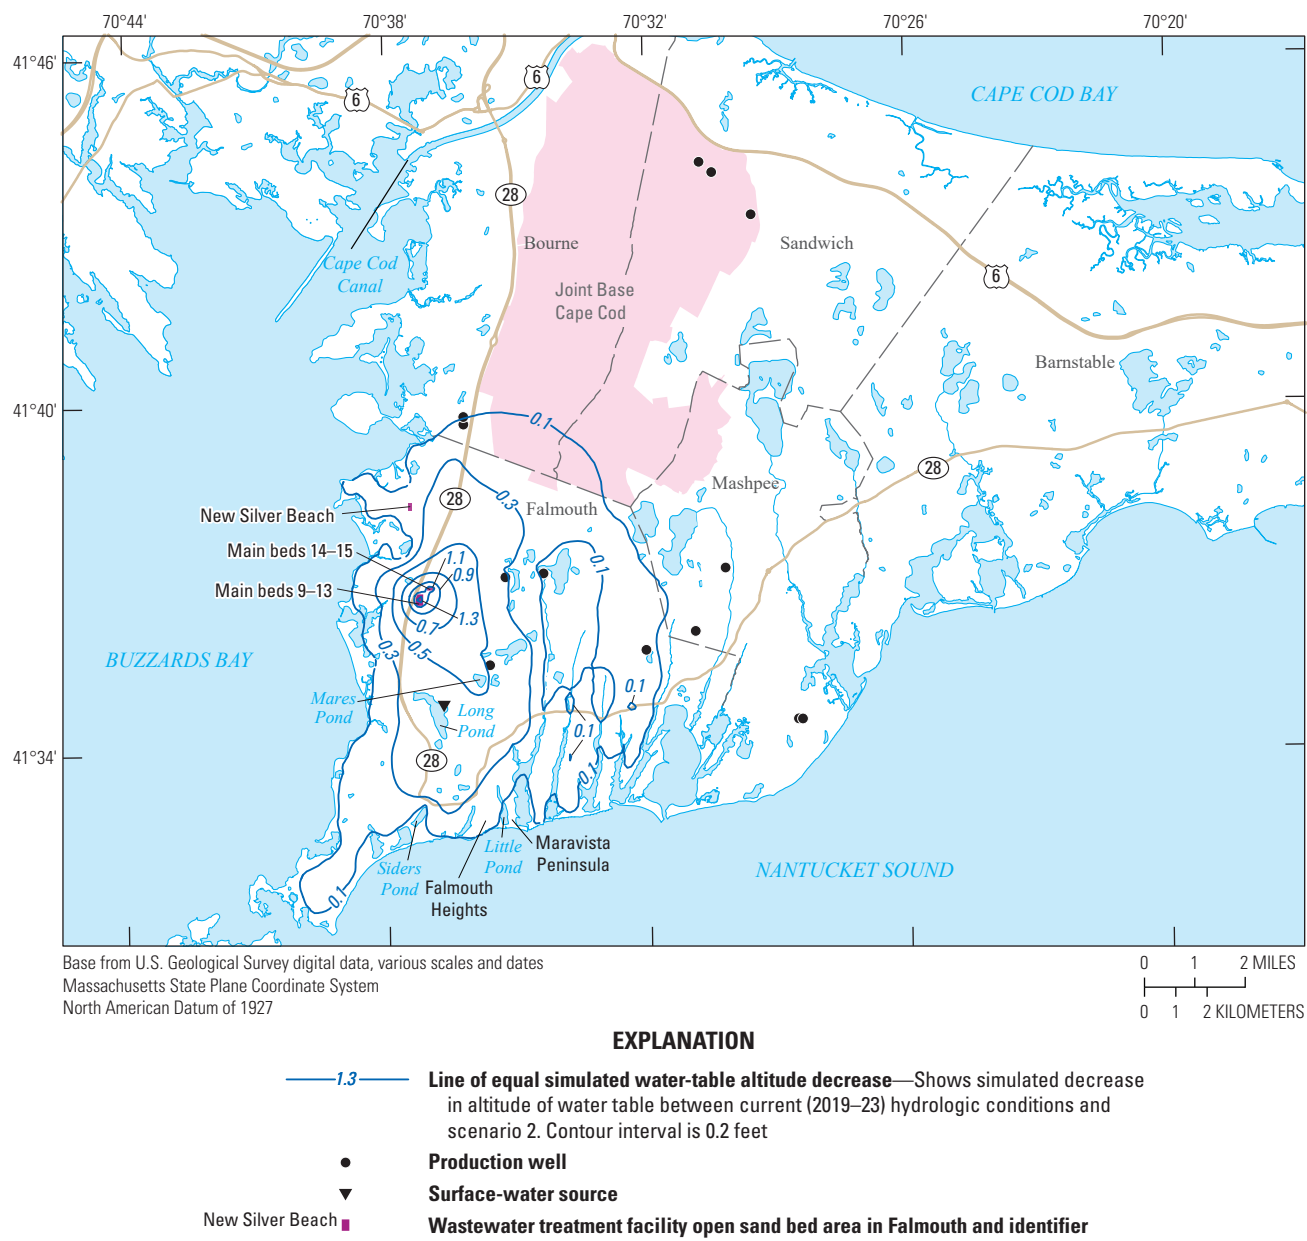 70°44' 70°38' 70°32' 70°26' 70°20'
41°46'
6
6
CAPE COD BAY
28
Bourne
Sandwich
Cape Cod
Canal
Joint Base
Cape Cod
6
Barnstable
41°40'
0.1
28
Mashpee
28
0.3
Falmouth
New Silver Beach
Main beds 14–15
1.1
0.1
0.9
Main beds 9–13
1.3
0.7
0.3
0.5
BUZZARDS BAY
Mares
Pond
0.1
Long
Pond
0.1
41°34'
28
0.1
Little
Pond
Maravista
Peninsula
Siders
Pond
Falmouth
Heights
NANTUCKET SOUND
0.1
Base from U.S. Geological Survey digital data, various scales and dates
Massachusetts State Plane Coordinate System
North American Datum of 1927
0 1 2 MILES
0 1 2 KILOMETERS
EXPLANATION
1.3 Line of equal simulated water-table altitude decrease—Shows simulated decrease
in altitude of water table between current (2019–23) hydrologic conditions and
scenario 2. Contour interval is 0.2 feet
Production well
Surface-water source
New Silver Beach Wastewater treatment facility open sand bed area in Falmouth and identifier